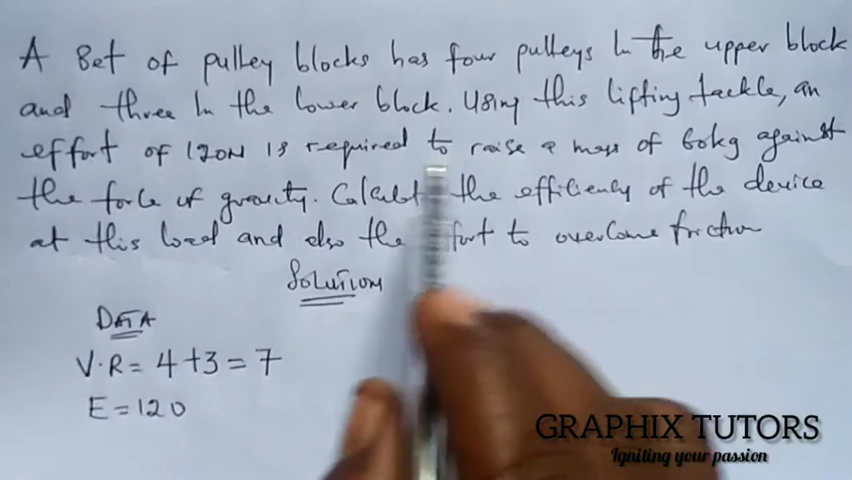 A Set of pulley blocks has four pulleys in the upper block
and three in the lower block. Using this lifting tackle, an
effort of 120N is required to raise a mass of 60kg against
the force of gravity. the efficiency of the device
at this load and also the to overcome friction
Solution
DATA
V.R = 4+3 = 7
E = 120
GRAPHIX TUTORS
Igniting your passion